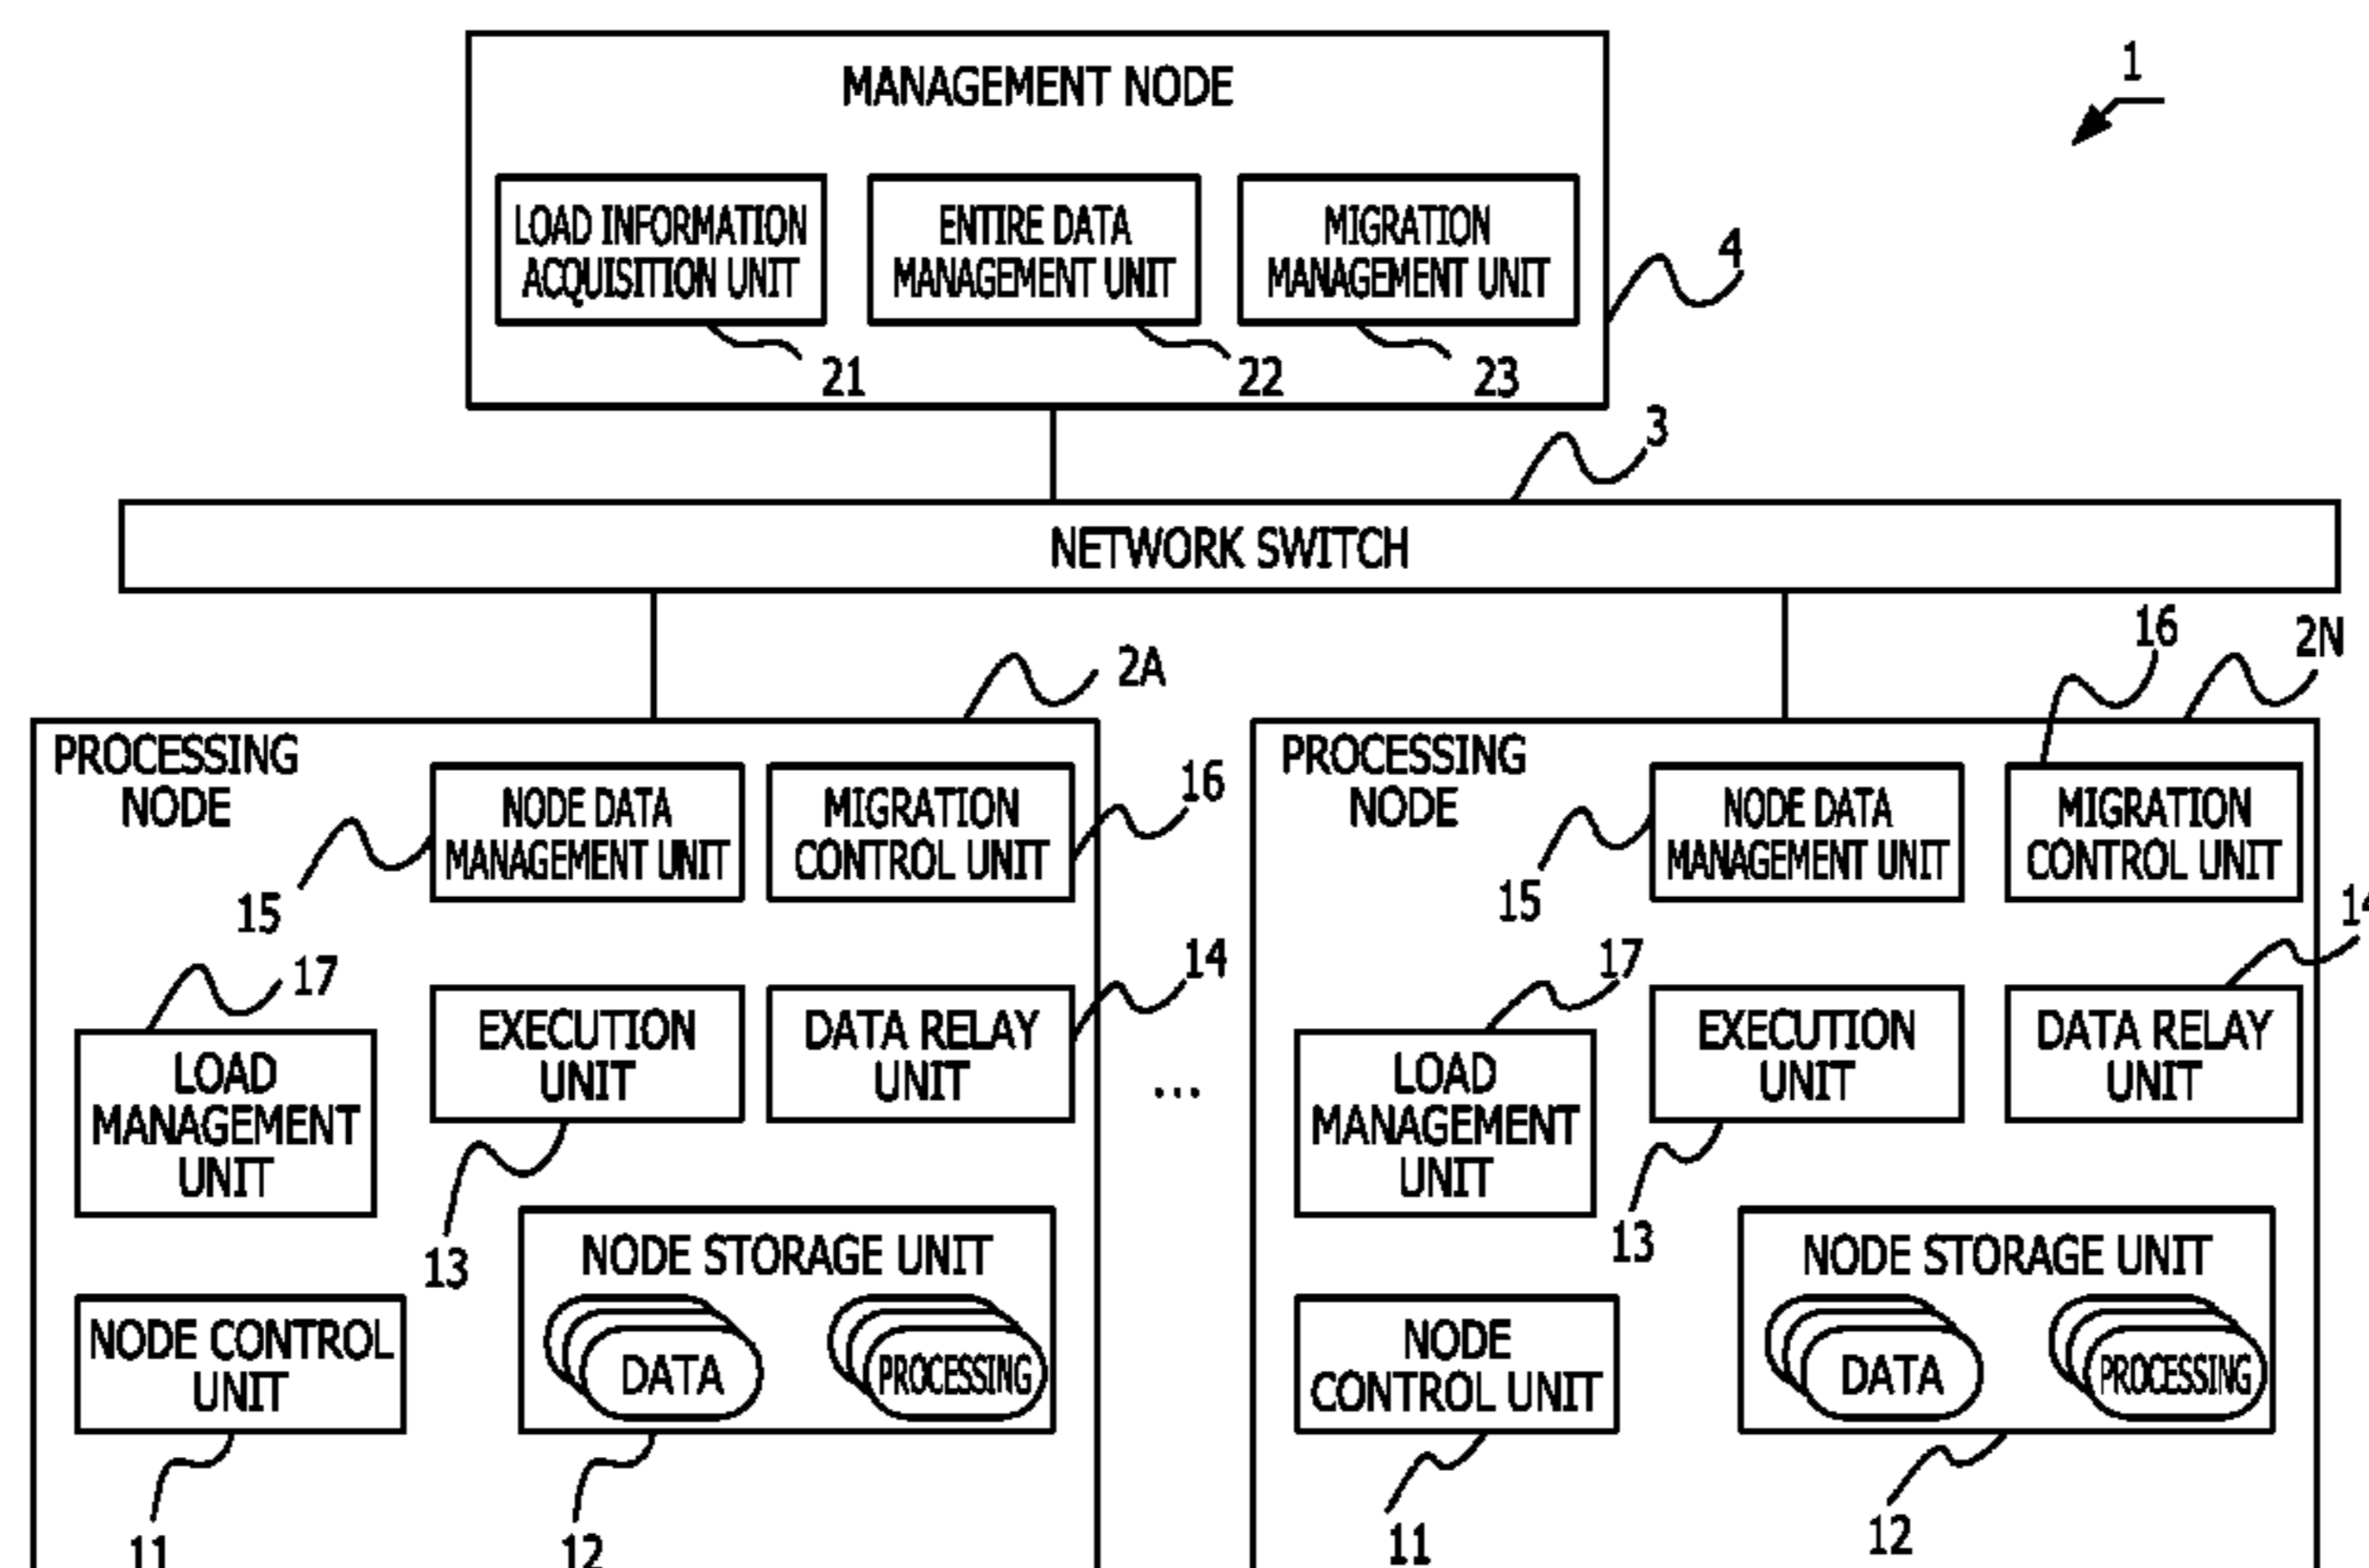 1
MANAGEMENT NODE
LOAD INFORMATION
ACQUISITION UNIT
ENTIRE DATA
MANAGEMENT UNIT
MIGRATION
MANAGEMENT UNIT
4
21
22
23
3
NETWORK SWITCH
2A
16
2N
PROCESSING
NODE
NODE DATA
MANAGEMENT UNIT
MIGRATION
CONTROL UNIT
16
15
17
14
EXECUTION
UNIT
DATA RELAY
UNIT
LOAD
MANAGEMENT
UNIT
...
13
NODE STORAGE UNIT
DATA
PROCESSING
NODE CONTROL
UNIT
11
12
PROCESSING
NODE
NODE DATA
MANAGEMENT UNIT
MIGRATION
CONTROL UNIT
15
14
17
EXECUTION
UNIT
DATA RELAY
UNIT
LOAD
MANAGEMENT
UNIT
13
NODE STORAGE UNIT
DATA
PROCESSING
NODE
CONTROL UNIT
11
12